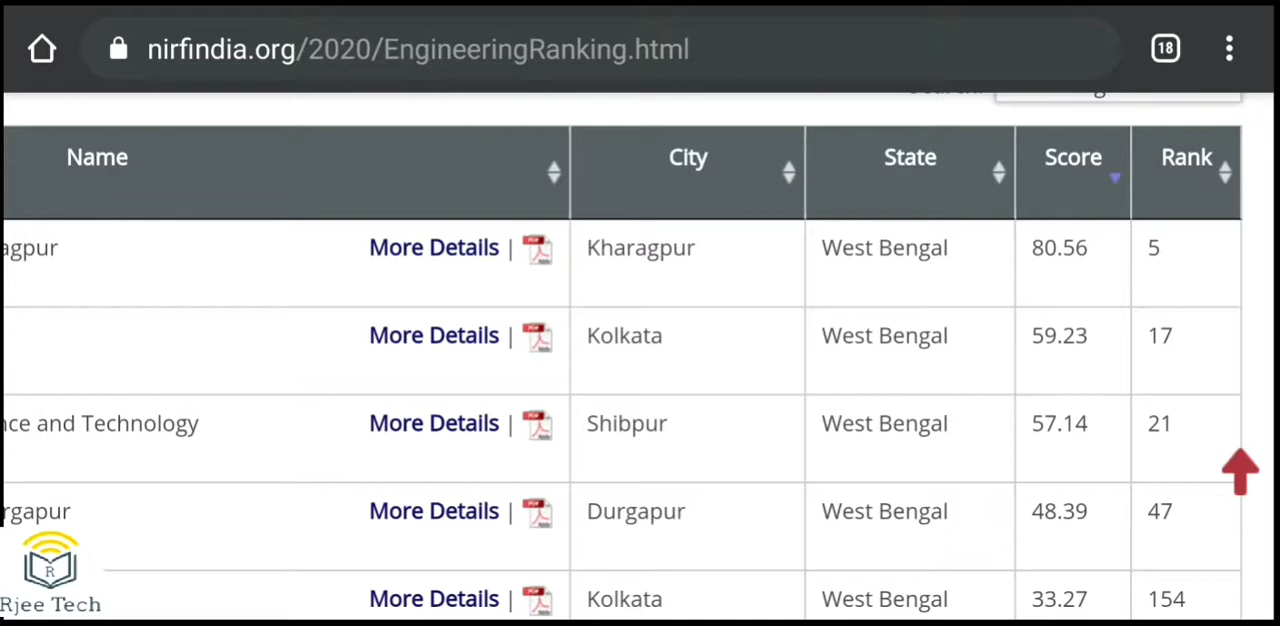 nirfindia.org/2020/EngineeringRanking.html 18
Name City State Score Rank
agpur More Details | Kharagpur West Bengal 80.56 5
More Details | Kolkata West Bengal 59.23 17
nce and Technology More Details | Shibpur West Bengal 57.14 21
rgapur More Details | Durgapur West Bengal 48.39 47
More Details | Kolkata West Bengal 33.27 154
R
Rjee Tech